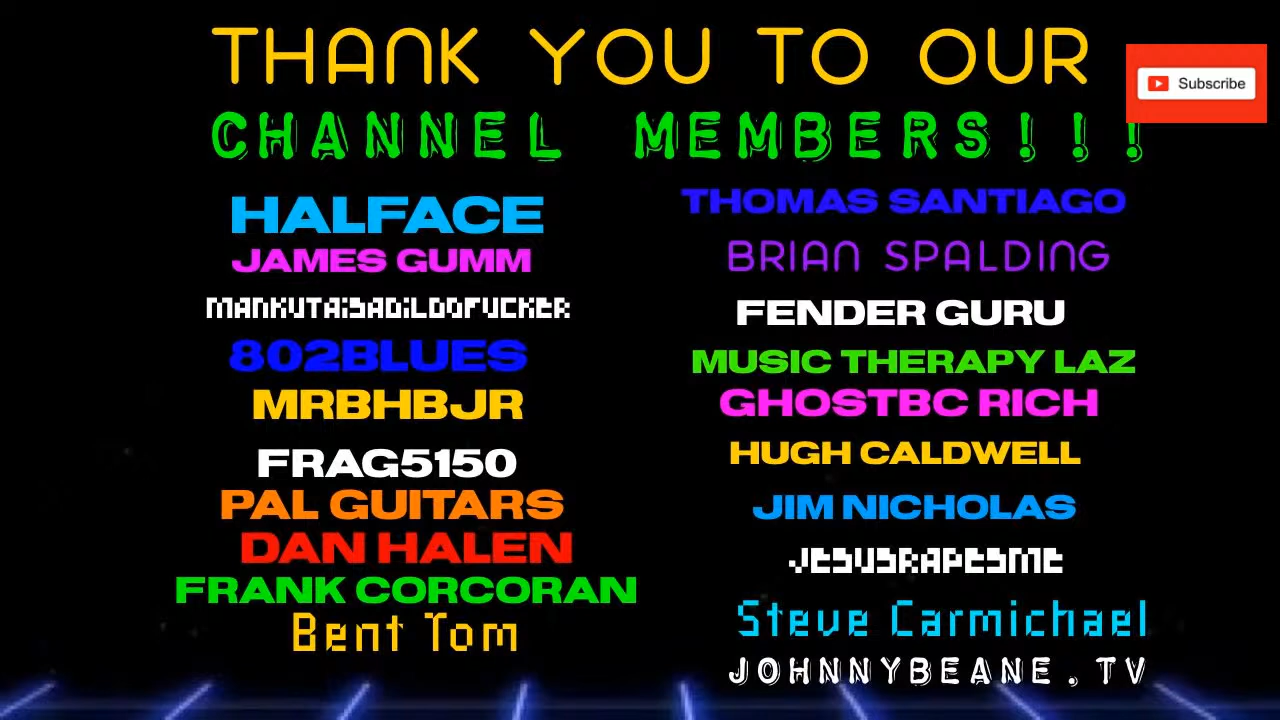 THANK YOU TO OUR
Subscribe
CHANNEL MEMBERS!!!
HALFACE
JAMES GUMM
MANKUTAiSADiLDOFUCKER
802BLUES
MRBHBJR
FRAG5150
PAL GUITARS
DAN HALEN
FRANK CORCORAN
Bent Tom
THOMAS SANTIAGO
BRIAN SPALDING
FENDER GURU
MUSIC THERAPY LAZ
GHOSTBC RICH
HUGH CALDWELL
JIM NICHOLAS
JESUSRAPESME
Steve Carmichael
JOHNNYBEANE.TV